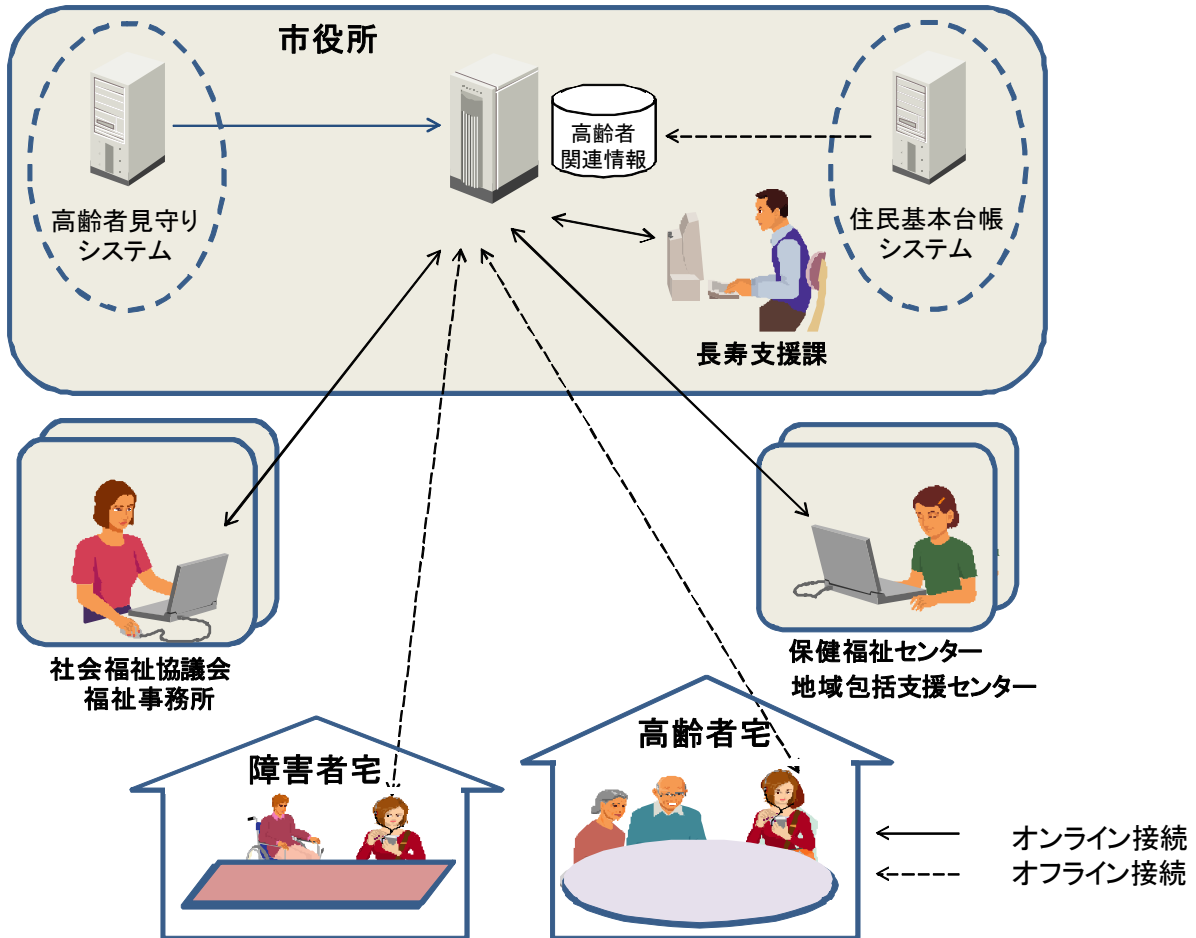 市役所
高齢者
関連情報
高齢者見守り
システム
住民基本台帳
システム
長寿支援課
社会福祉協議会
福祉事務所
保健福祉センター
地域包括支援センター
障害者宅
高齢者宅
オンライン接続
オフライン接続